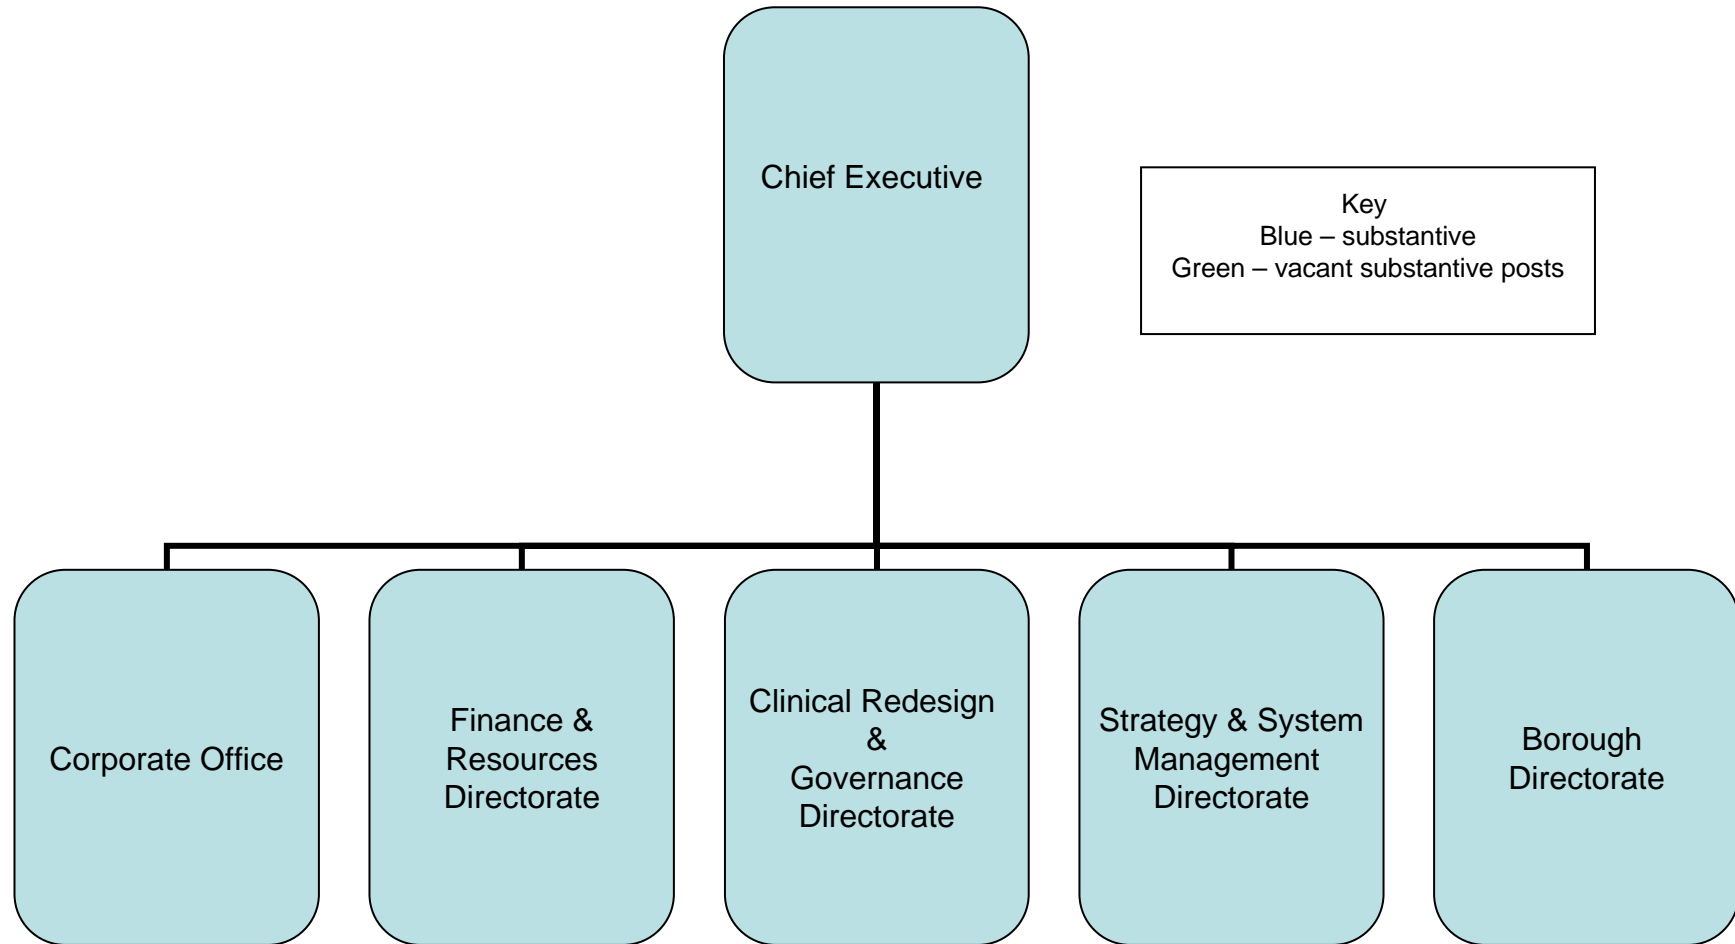 Chief Executive
Key
Blue – substantive
Green – vacant substantive posts
Corporate Office
Finance &
Resources
Directorate
Clinical Redesign
&
Governance
Directorate
Strategy & System
Management
Directorate
Borough
Directorate